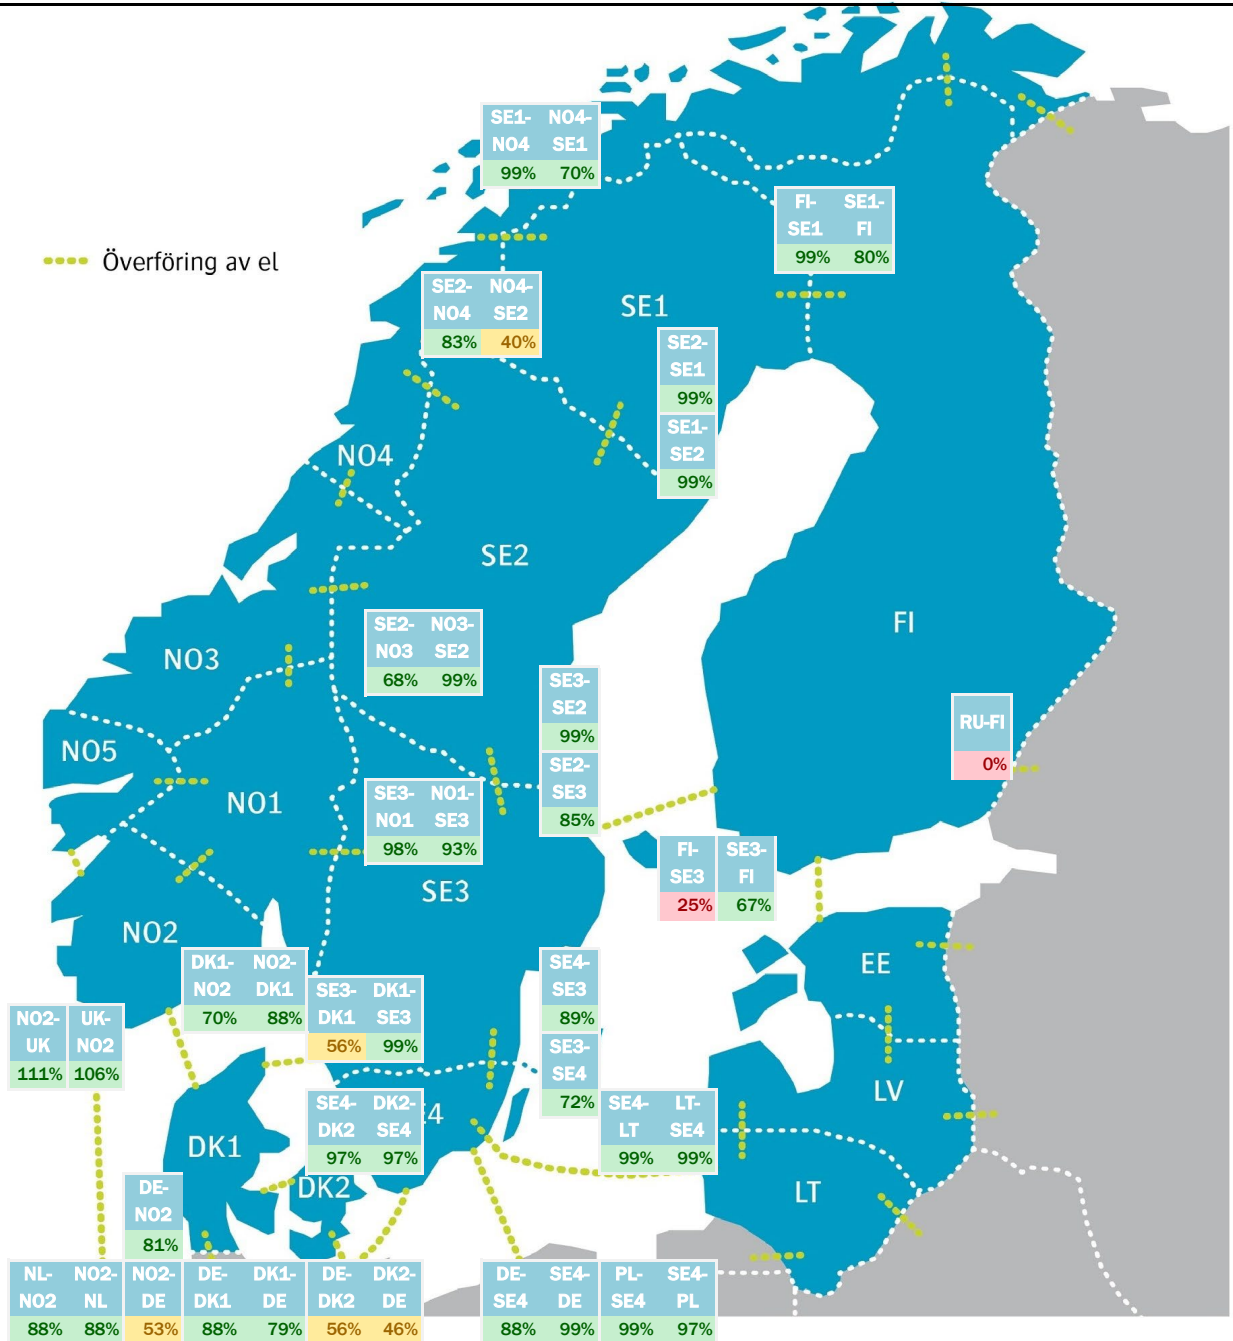 SE1- NO4-
NO4 SE1
99% 70%
FI- SE1-
SE1 FI
99% 80%
Överföring av el
SE2- NO4-
NO4 SE2
83% 40%
SE1
SE2-
SE1
99%
SE1-
SE2
99%
NO4
SE2
FI
SE2- NO3-
NO3 SE2
68% 99%
NO3
SE3-
SE2
99%
SE2-
SE3
85%
RU-FI
0%
NO5
NO1
SE3- NO1-
NO1 SE3
98% 93%
FI- SE3-
SE3 FI
25% 67%
SE3
NO2
EE
DK1- NO2-
NO2 DK1
70% 88%
SE3- DK1-
DK1 SE3
56% 99%
SE4-
SE3
89%
SE3-
SE4
72%
NO2- UK-
UK NO2
111% 106%
LV
SE4- DK2-
DK2 SE4
97% 97%
E4
SE4- LT-
LT SE4
99% 99%
DK1
DK2
LT
DE-
NO2
81%
NL- NO2- NO2- DE- DK1- DE- DK2-
NO2 NL DE DK1 DE DK2 DE
88% 88% 53% 88% 79% 56% 46%
DE- SE4- PL- SE4-
SE4 DE SE4 PL
88% 99% 99% 97%